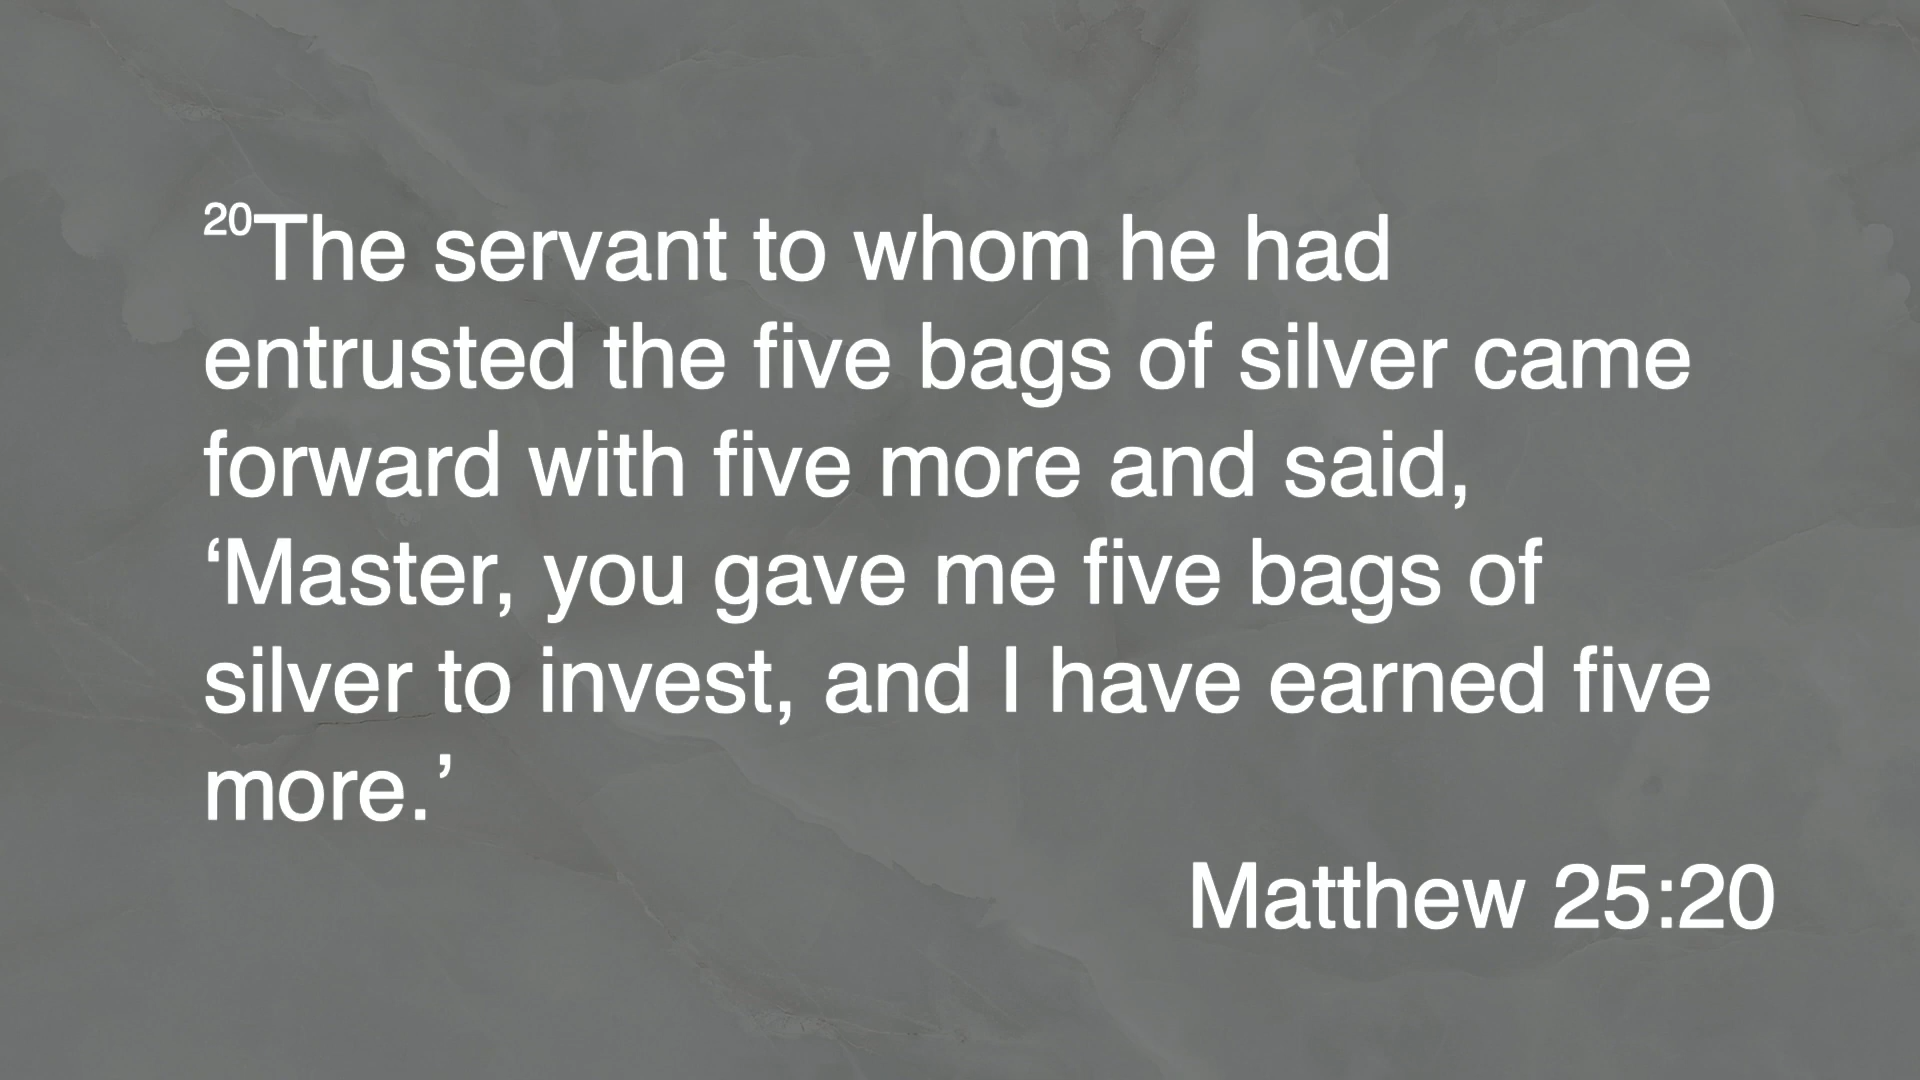 20The servant to whom he had
entrusted the five bags of silver came
forward with five more and said,
‘Master, you gave me five bags of
silver to invest, and I have earned five
more.’
Matthew 25:20